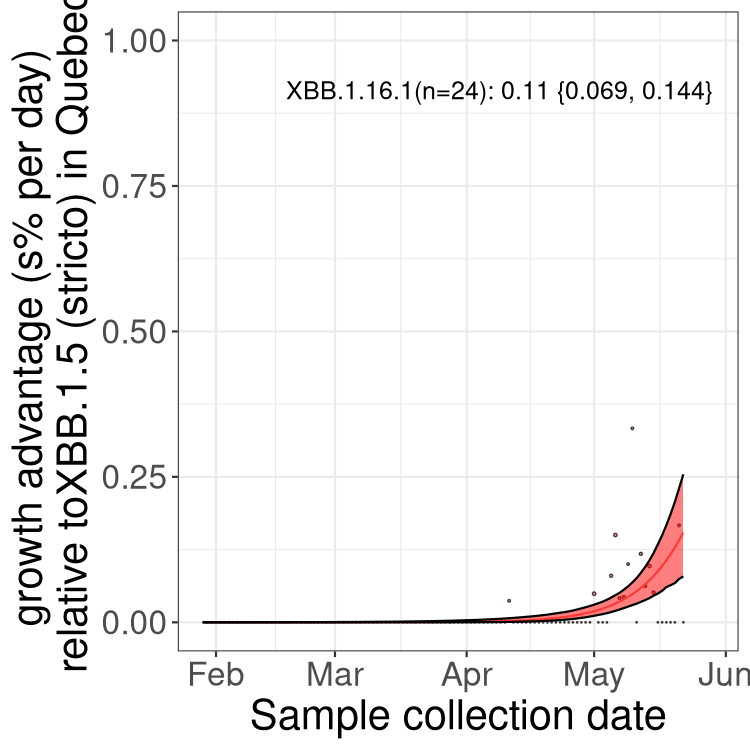 growth advantage (s% per day)
relative toXBB.1.5 (stricto) in Quebec
1.00
0.75
0.50
0.25
0.00
XBB.1.16.1(n=24): 0.11 {0.069, 0.144}
Feb Mar Apr May Jun
Sample collection date